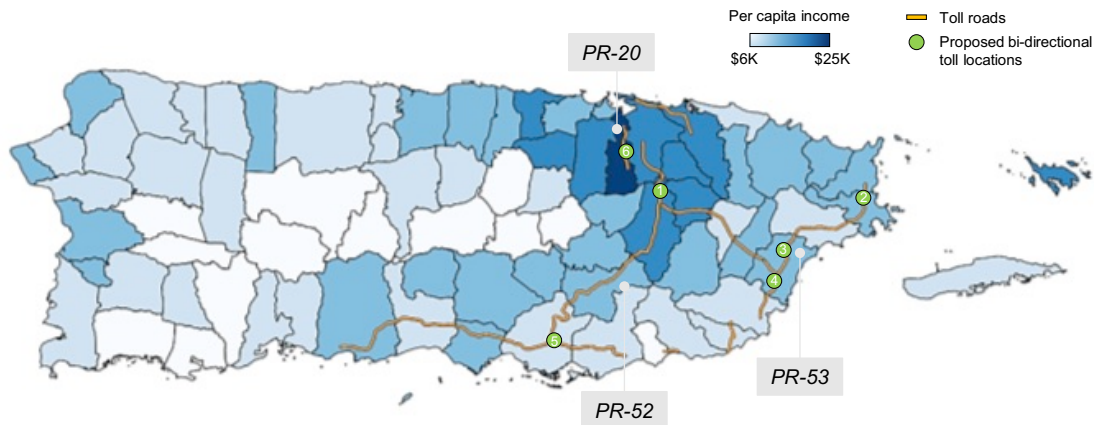 Per capita income
$6K
$25K
Toll roads
Proposed bi-directional
toll locations
PR-20
6
1
2
3
4
5
PR-53
PR-52